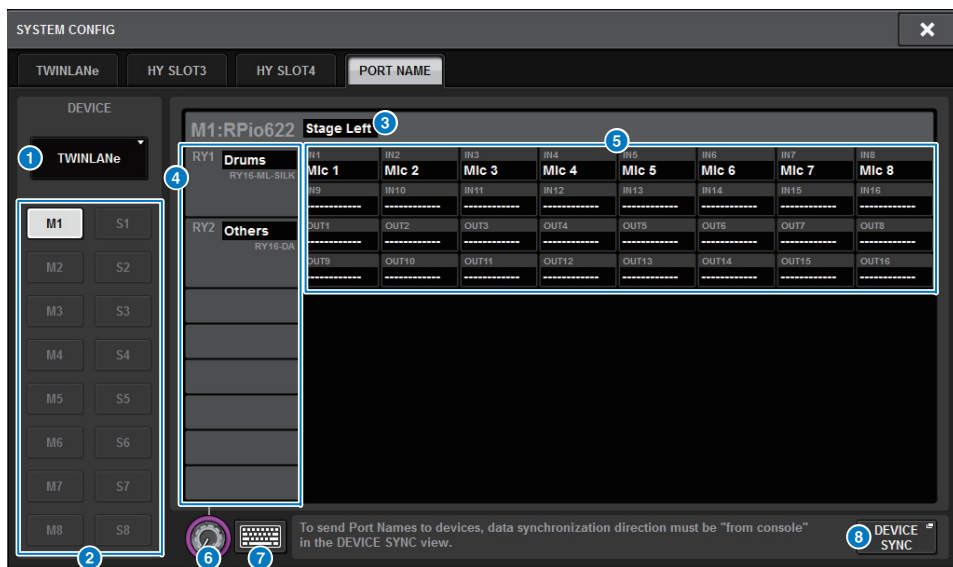 SYSTEM CONFIG
TWINLANe HY SLOT3 HY SLOT4 PORT NAME
DEVICE
1 TWINLANe
M1 S1
M2 S2
M3 S3
M4 S4
M5 S5
M6 S6
M7 S7
M8 S8
2
M1:RPio622 Stage Left 3
4
RY1 Drums
RY16-ML-SILK
RY2 Others
RY16-DA
5
IN1 IN2 IN3 IN4 IN5 IN6 IN7 IN8
MIc 1 MIc 2 MIc 3 MIc 4 MIc 5 MIc 6 MIc 7 MIc 8
IN9 IN10 IN11 IN12 IN13 IN14 IN15 IN16
------------ ------------ ------------ ------------ ------------ ------------ ------------ ------------
OUT1 OUT2 OUT3 OUT4 OUT5 OUT6 OUT7 OUT8
------------ ------------ ------------ ------------ ------------ ------------ ------------ ------------
OUT9 OUT10 OUT11 OUT12 OUT13 OUT14 OUT15 OUT16
------------ ------------ ------------ ------------ ------------ ------------ ------------ ------------
6 7
To send Port Names to devices, data synchronization direction must be "from console"
in the DEVICE SYNC view.
8 DEVICE
SYNC